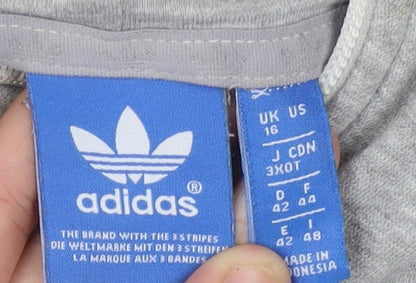 adidas®
THE BRAND WITH THE 3 STRIPES
DIE WELTMARKE MIT DEN 3 STREIFEN
LA MARQUE AUX 3 BANDES
UK US
16
J CDN
3XOT
D F
42 44
E I
42 48
MADE IN
INDONESIA